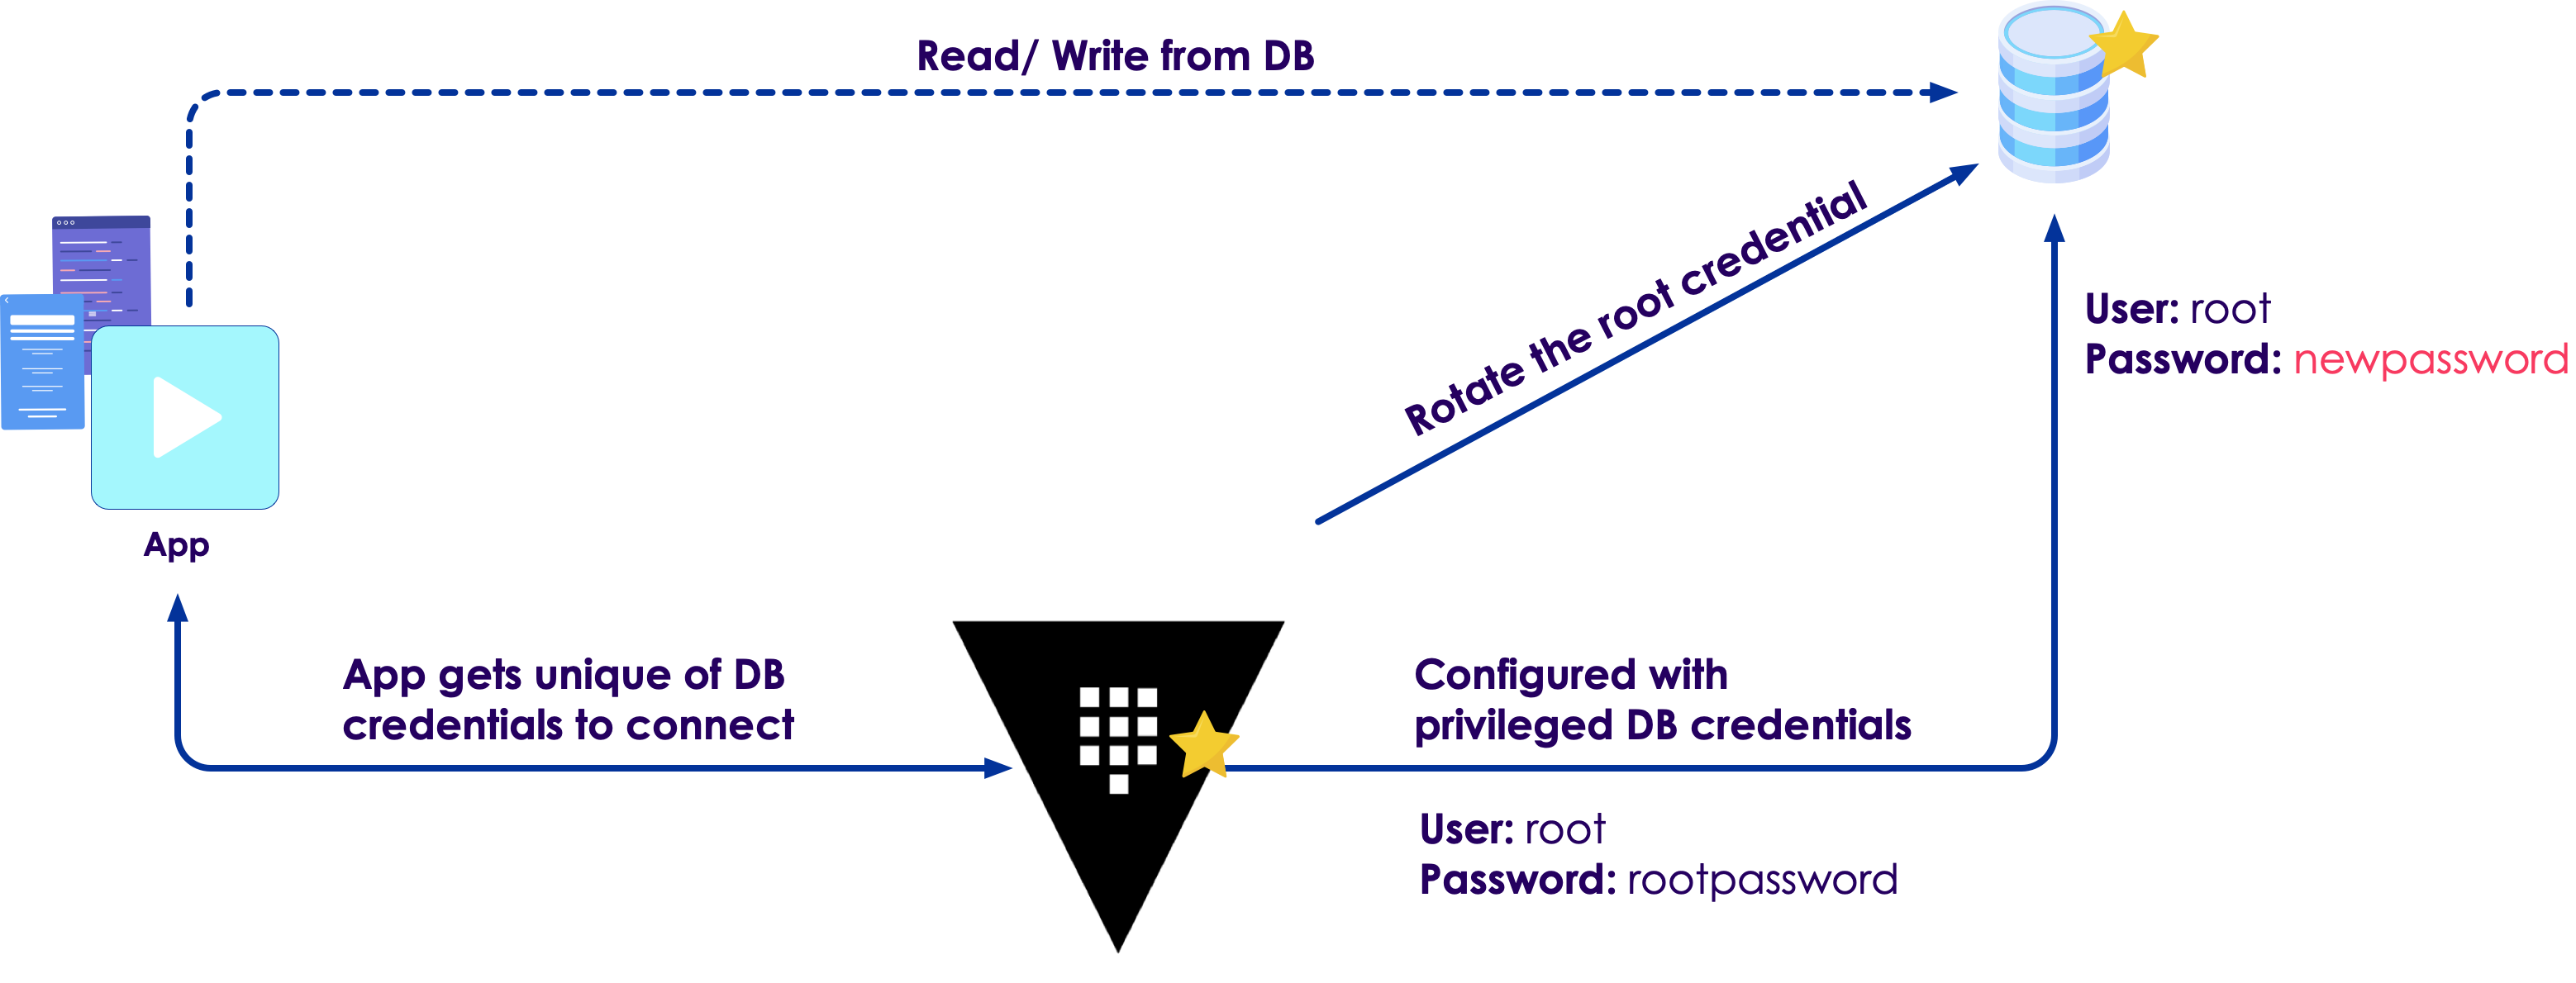 Read/ Write from DB
Rotate the root credential
User: root
Password: newpassword
App
App gets unique of DB
credentials to connect
Configured with
privileged DB credentials
User: root
Password: rootpassword